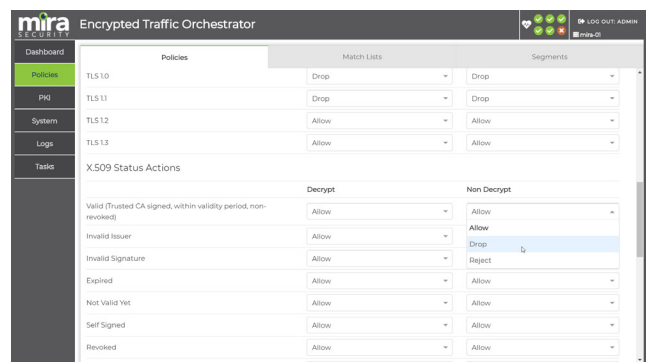 mira
SECURITY
Encrypted Traffic Orchestrator
LOG OUT: ADMIN
mira-01
Dashboard
Policies
PKI
System
Logs
Tasks
Policies Match Lists Segments
TLS 1.0 Drop Drop
TLS 1.1 Drop Drop
TLS 1.2 Allow Allow
TLS 1.3 Allow Allow
X.509 Status Actions
Decrypt Non Decrypt
Valid (Trusted CA signed, within validity period, non-
revoked) Allow Allow
Allow
Drop
Reject
Invalid Issuer Allow
Invalid Signature Allow
Expired Allow Allow
Not Valid Yet Allow Allow
Self Signed Allow Allow
Revoked Allow Allow